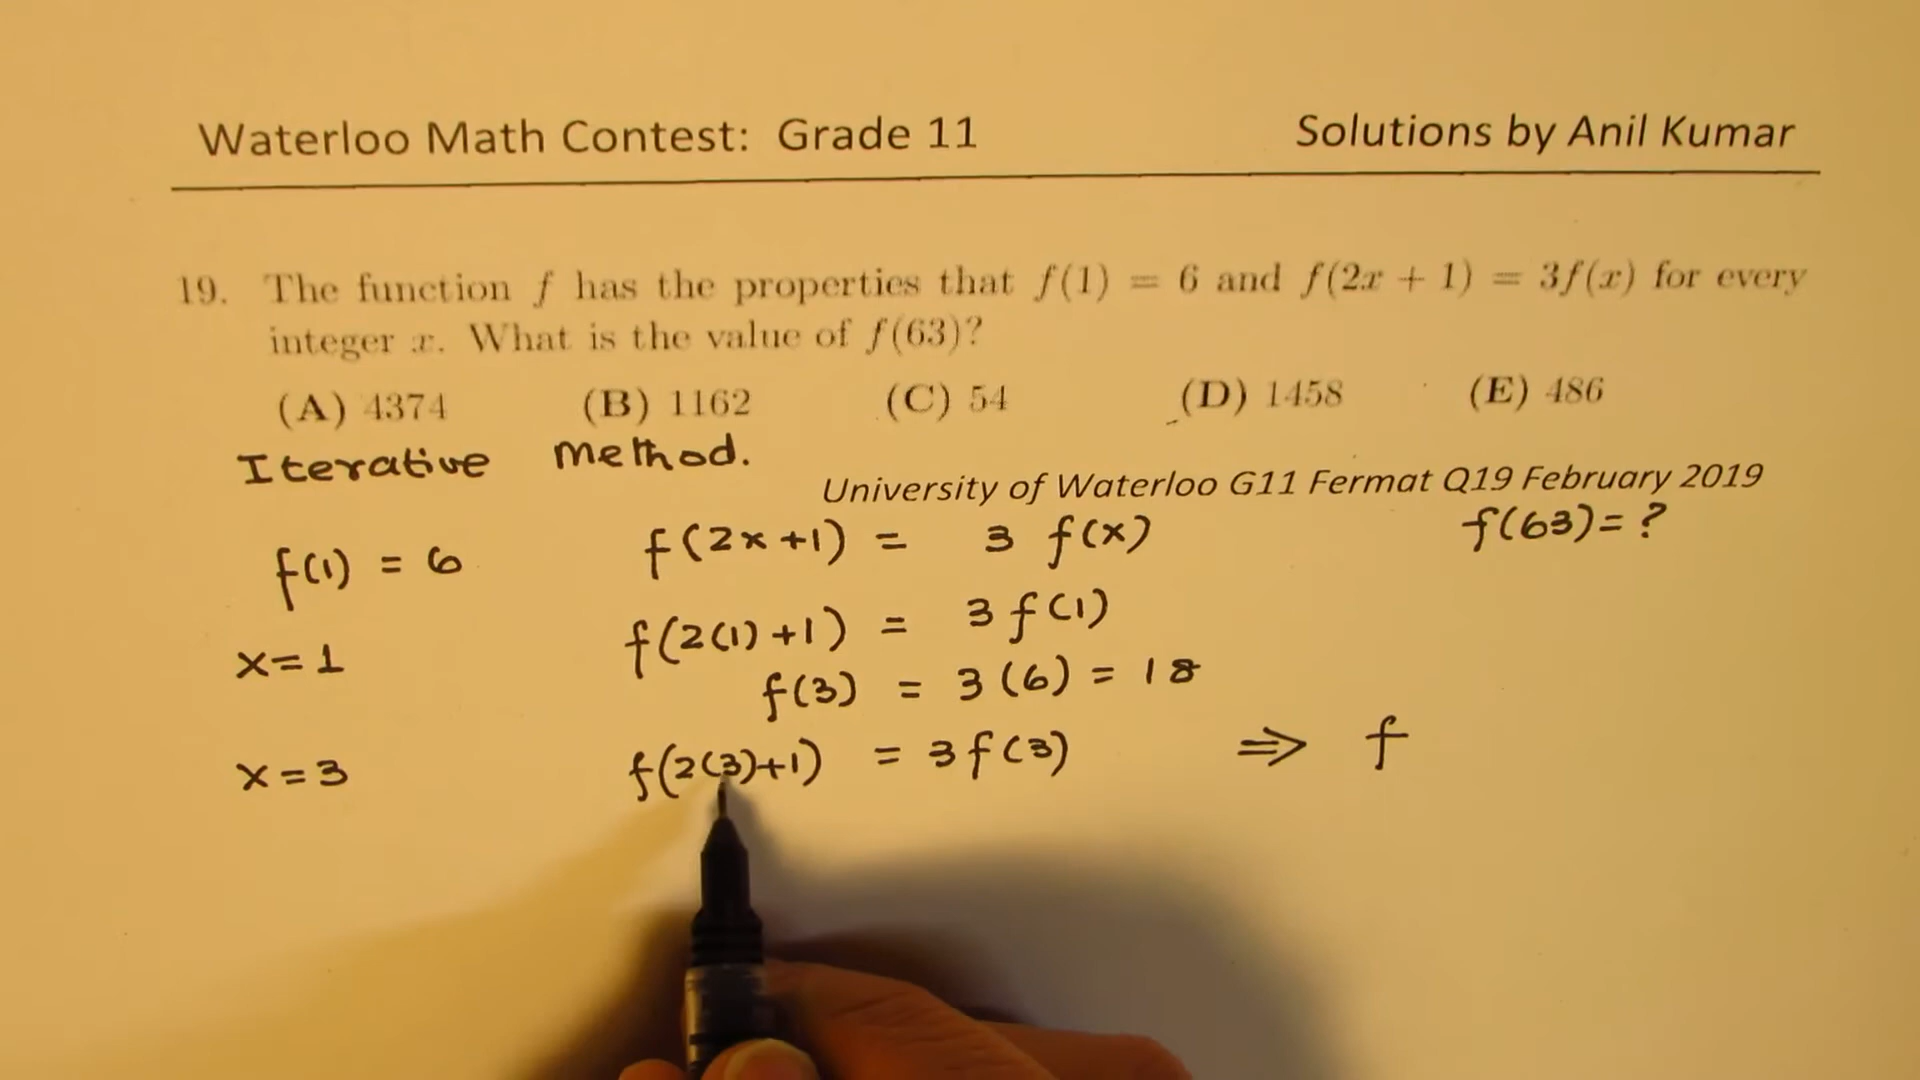 Waterloo Math Contest: Grade 11 Solutions by Anil Kumar
19. The function f has the properties that f(1) = 6 and f(2x + 1) = 3f(x) for every
integer x. What is the value of f(63)?
(A) 4374 (B) 1162 (C) 54 (D) 1458 (E) 486
Iterative Method.
University of Waterloo G11 Fermat Q19 February 2019
f(1) = 6 f(2x+1) = 3 f(x) f(63) = ?
x=1 f(2(1)+1) = 3 f(1)
f(3) = 3(6) = 18
x=3 f(2(3)+1) = 3f(3) ⇒ f